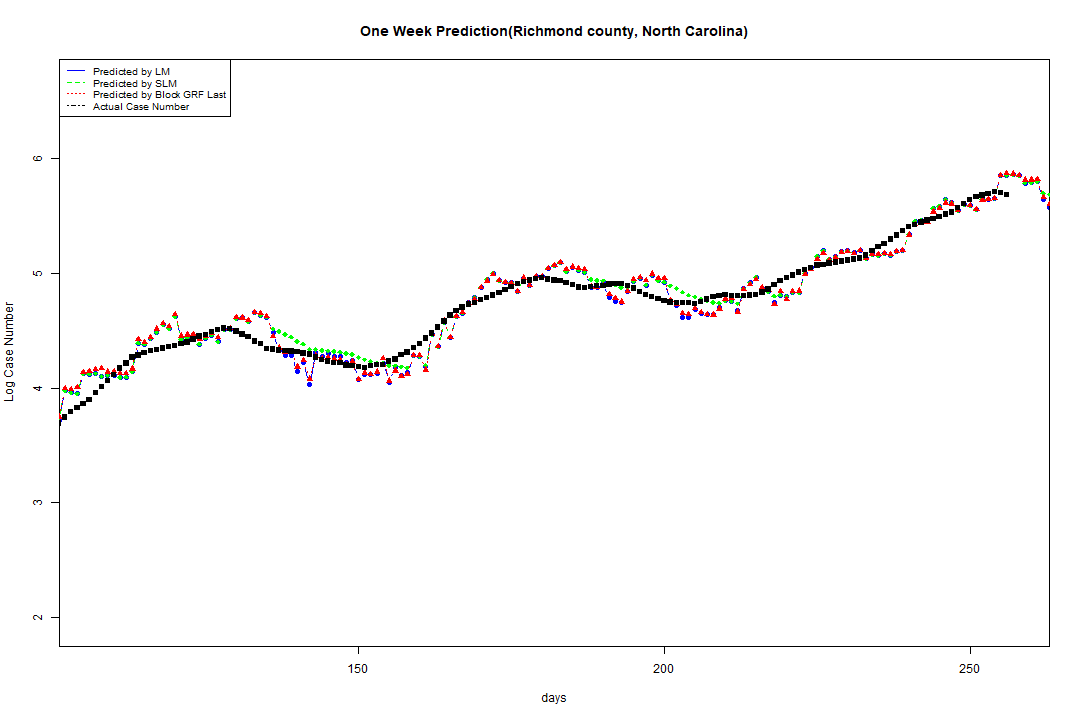 One Week Prediction(Richmond county, North Carolina)
Predicted by LM
Predicted by SLM
Predicted by Block GRF Last
Actual Case Number
6
5
4
3
2
Log Case Number
150 200 250
days